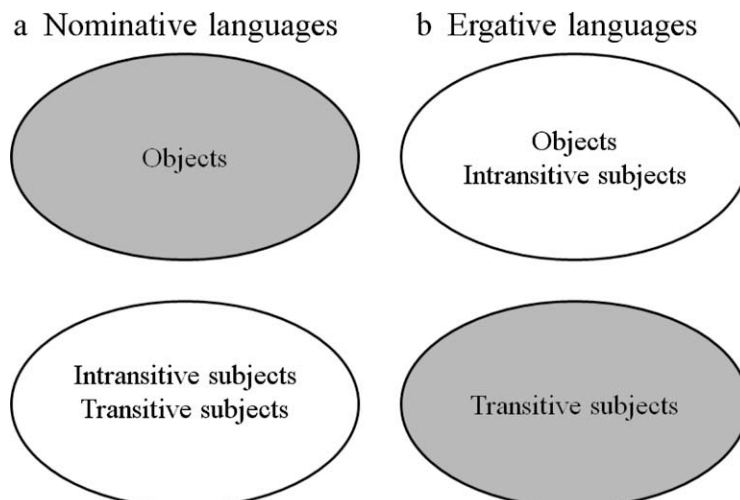 a Nominative languages
Objects
Intransitive subjects
Transitive subjects
b Ergative languages
Objects
Intransitive subjects
Transitive subjects